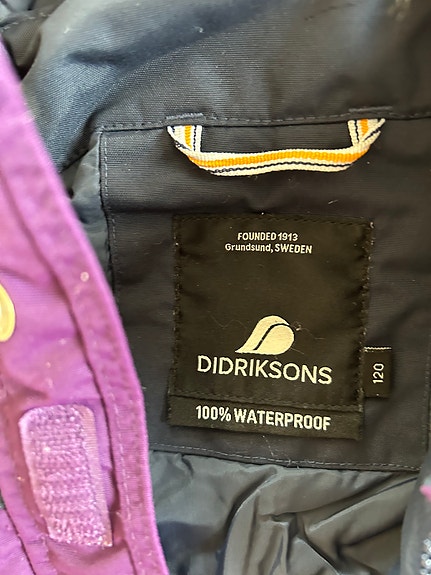 FOUNDED 1913
Grundsund, SWEDEN
DIDRIKSONS
120
100% WATERPROOF